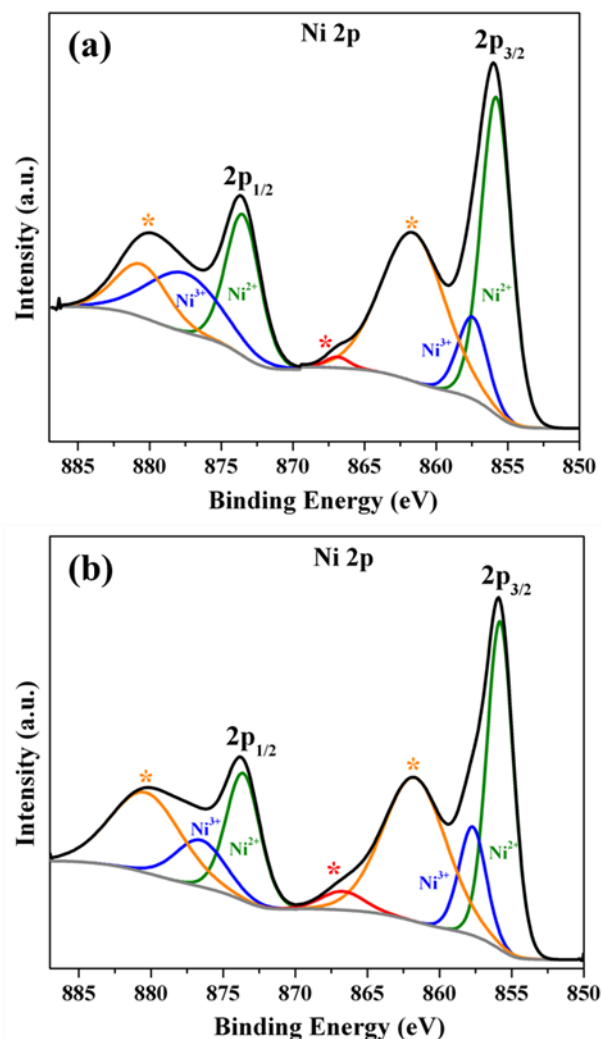 (a)
Ni 2p
2p3/2
2p1/2
*
*
*
Ni3+
Ni2+
Ni3+
Ni2+
Intensity (a.u.)
885 880 875 870 865 860 855 850
Binding Energy (eV)
(b)
Ni 2p
2p3/2
2p1/2
*
*
*
Ni3+
Ni2+
Ni3+
Ni2+
Intensity (a.u.)
885 880 875 870 865 860 855 850
Binding Energy (eV)